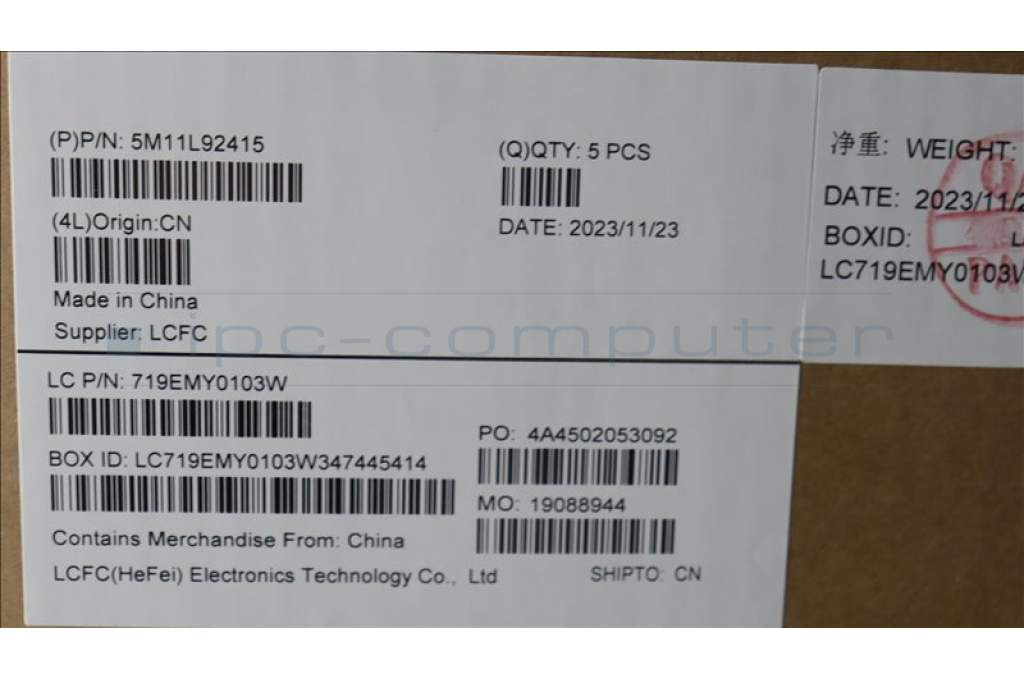 (P)P/N: 5M11L92415
(Q)QTY: 5 PCS
(4L)Origin:CN
DATE: 2023/11/23
Made in China
Supplier: LCFC
LC P/N: 719EMY0103W
PO: 4A4502053092
BOX ID: LC719EMY0103W347445414
MO: 19088944
Contains Merchandise From: China
LCFC(HeFei) Electronics Technology Co., Ltd
SHIPTO: CN
净重: WEIGHT:
DATE: 2023/11/2
BOXID:
LC719EMY0103W
ipc-computer